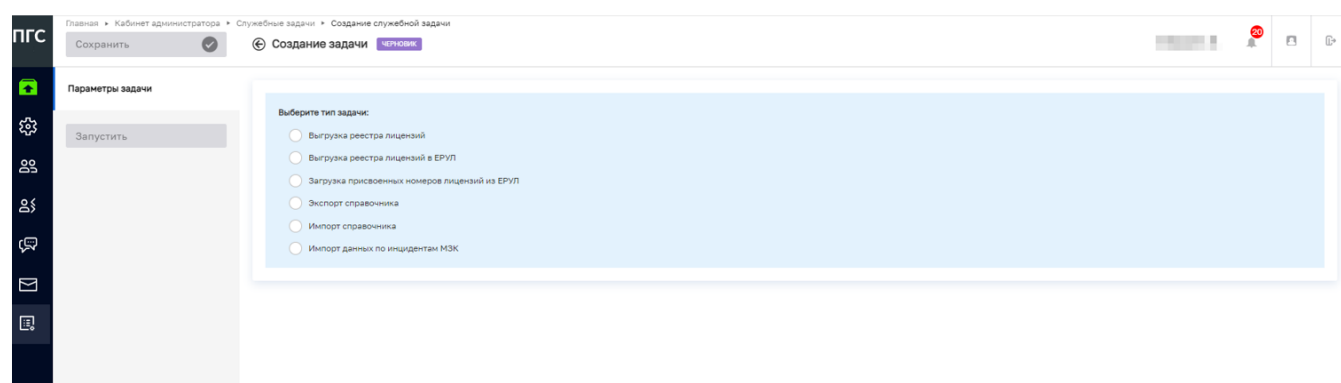 Главная ▸ Кабинет администратора ▸ Служебные задачи ▸ Создание служебной задачи
ПГС
Сохранить
Создание задачи ЧЕРНОВИК
20
Параметры задачи
Запустить
Выберите тип задачи:
Выгрузка реестра лицензий
Выгрузка реестра лицензий в ЕРУЛ
Загрузка присвоенных номеров лицензий из ЕРУЛ
Экспорт справочника
Импорт справочника
Импорт данных по инцидентам МЗК